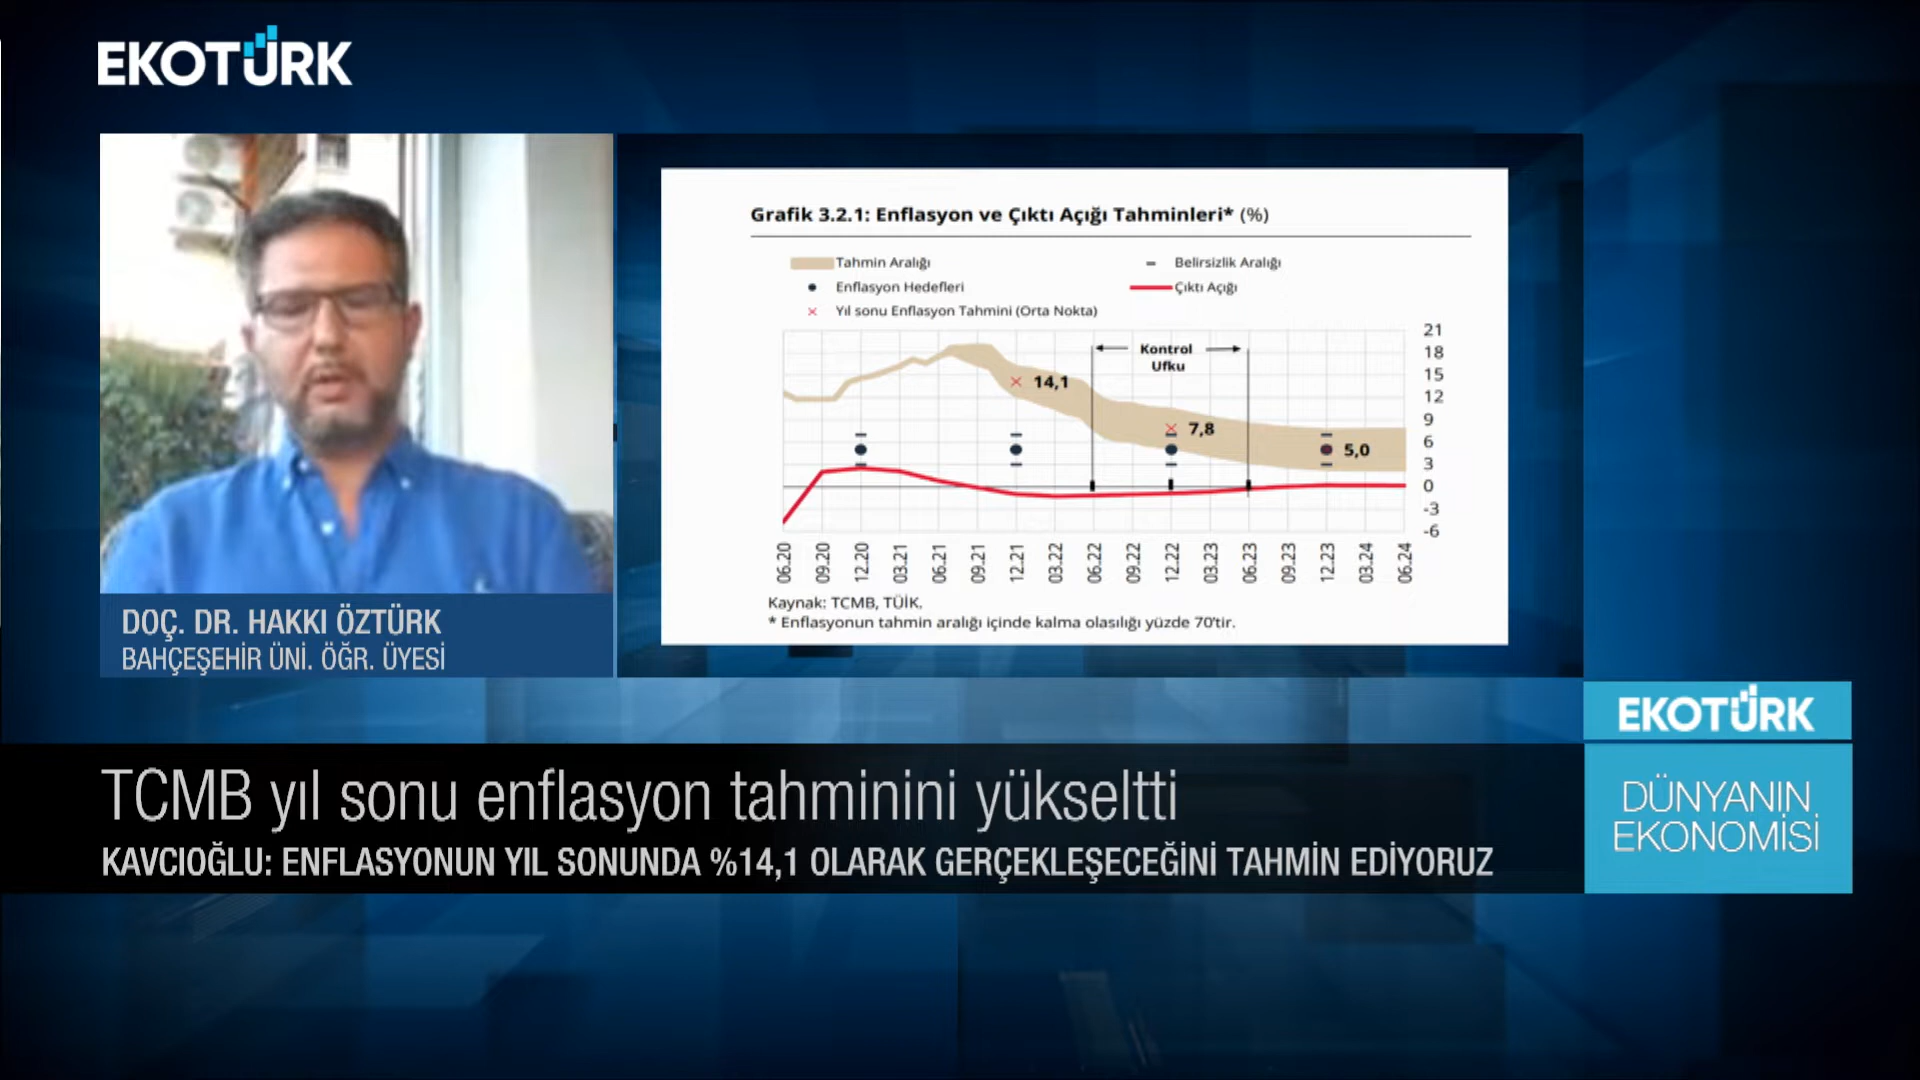 EKOTÜRK
Grafik 3.2.1: Enflasyon ve Çıktı Açığı Tahminleri* (%)
Tahmin Aralığı
Belirsizlik Aralığı
Enflasyon Hedefleri
Çıktı Açığı
Yıl sonu Enflasyon Tahmini (Orta Nokta)
Kontrol
Ufku
14,1
7,8
5,0
21
18
15
12
9
6
3
0
-3
-6
06.20
09.20
12.20
03.21
06.21
09.21
12.21
03.22
06.22
09.22
12.22
03.23
06.23
09.23
12.23
03.24
06.24
Kaynak: TCMB, TÜİK.
* Enflasyonun tahmin aralığı içinde kalma olasılığı yüzde 70'tir.
DOÇ. DR. HAKKI ÖZTÜRK
BAHÇEŞEHİR ÜNİ. ÖĞR. ÜYESİ
EKOTÜRK
TCMB yıl sonu enflasyon tahminini yükseltti
KAVCIOĞLU: ENFLASYONUN YIL SONUNDA %14,1 OLARAK GERÇEKLEŞECEĞİNİ TAHMİN EDİYORUZ
DÜNYANIN
EKONOMİSİ